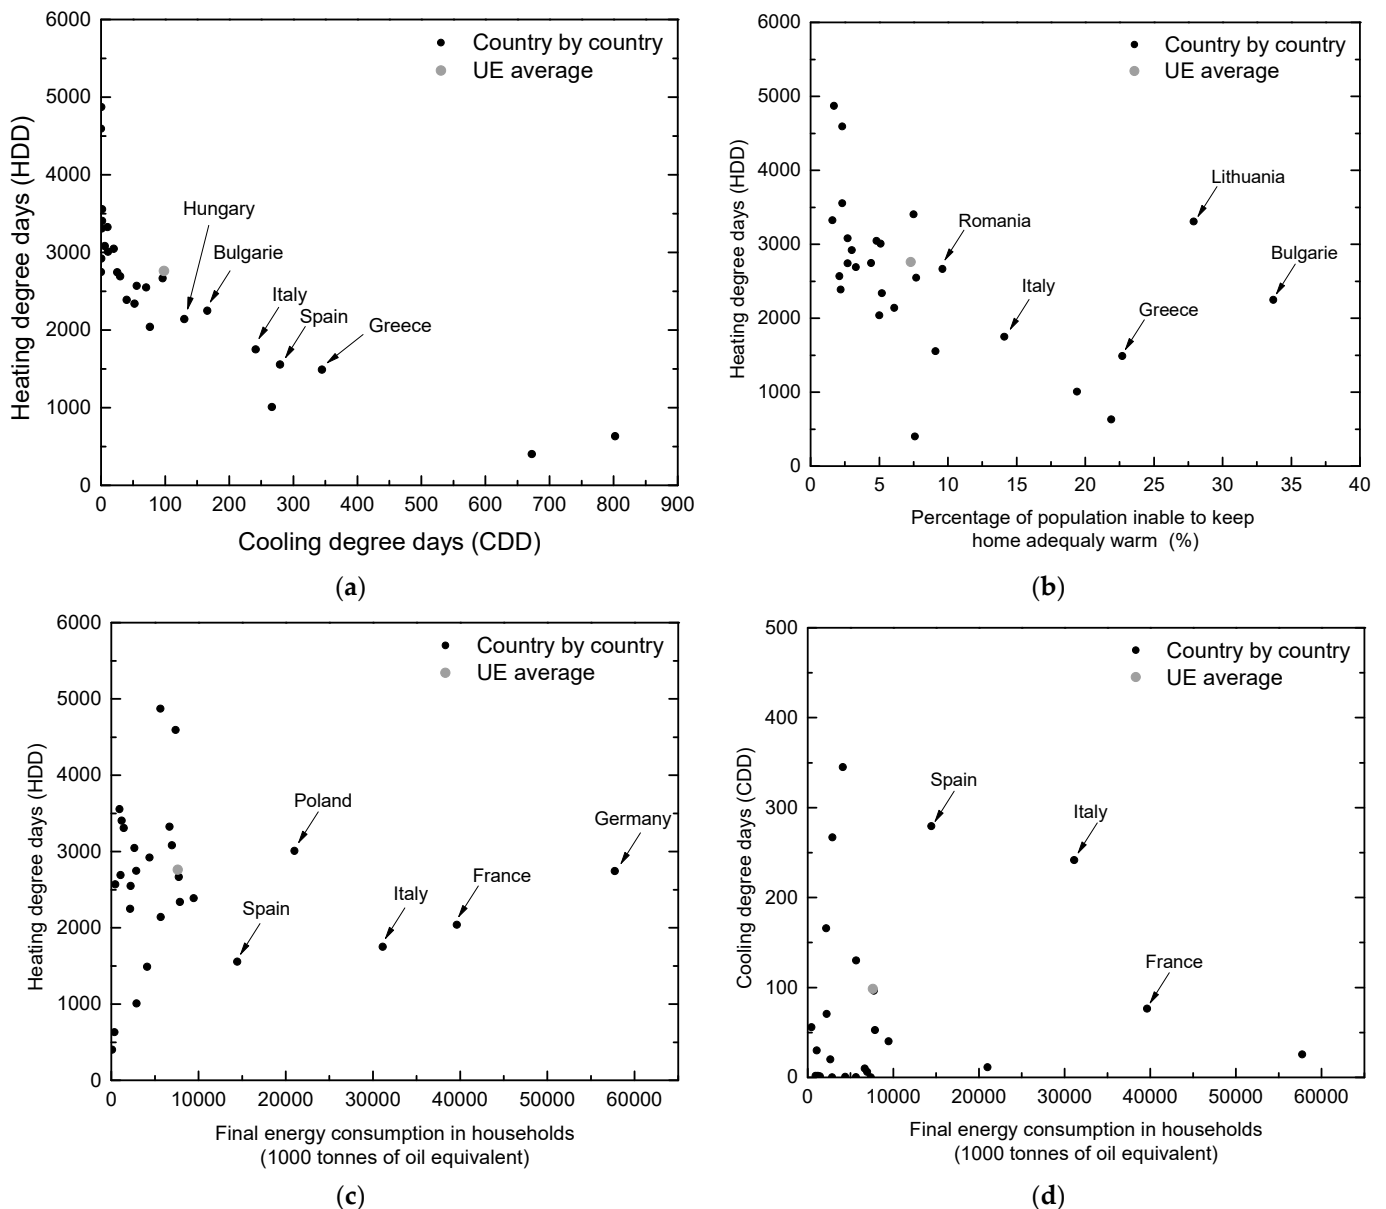 6000
5000
4000
3000
2000
1000
0
Heating degree days (HDD)
Country by country
UE average
Hungary
Bulgarie
Italy
Spain
Greece
0 100 200 300 400 500 600 700 800 900
Cooling degree days (CDD)
(a)
6000
5000
4000
3000
2000
1000
0
Heating degree days (HDD)
Country by country
UE average
Lithuania
Romania
Bulgarie
Italy
Greece
0 5 10 15 20 25 30 35 40
Percentage of population inable to keep
home adequaly warm (%)
(b)
6000
5000
4000
3000
2000
1000
0
Heating degree days (HDD)
Country by country
UE average
Poland
Germany
France
Italy
Spain
0 10000 20000 30000 40000 50000 60000
Final energy consumption in households
(1000 tonnes of oil equivalent)
(c)
500
400
300
200
100
0
Cooling degree days (CDD)
Country by country
UE average
Spain
Italy
France
0 10000 20000 30000 40000 50000 60000
Final energy consumption in households
(1000 tonnes of oil equivalent)
(d)